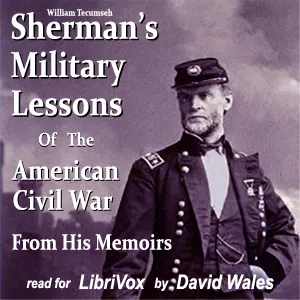 William Tecumseh
Sherman's
Military
Lessons
Of The
American
Civil War
From His Memoirs
read for LibriVox by David Wales